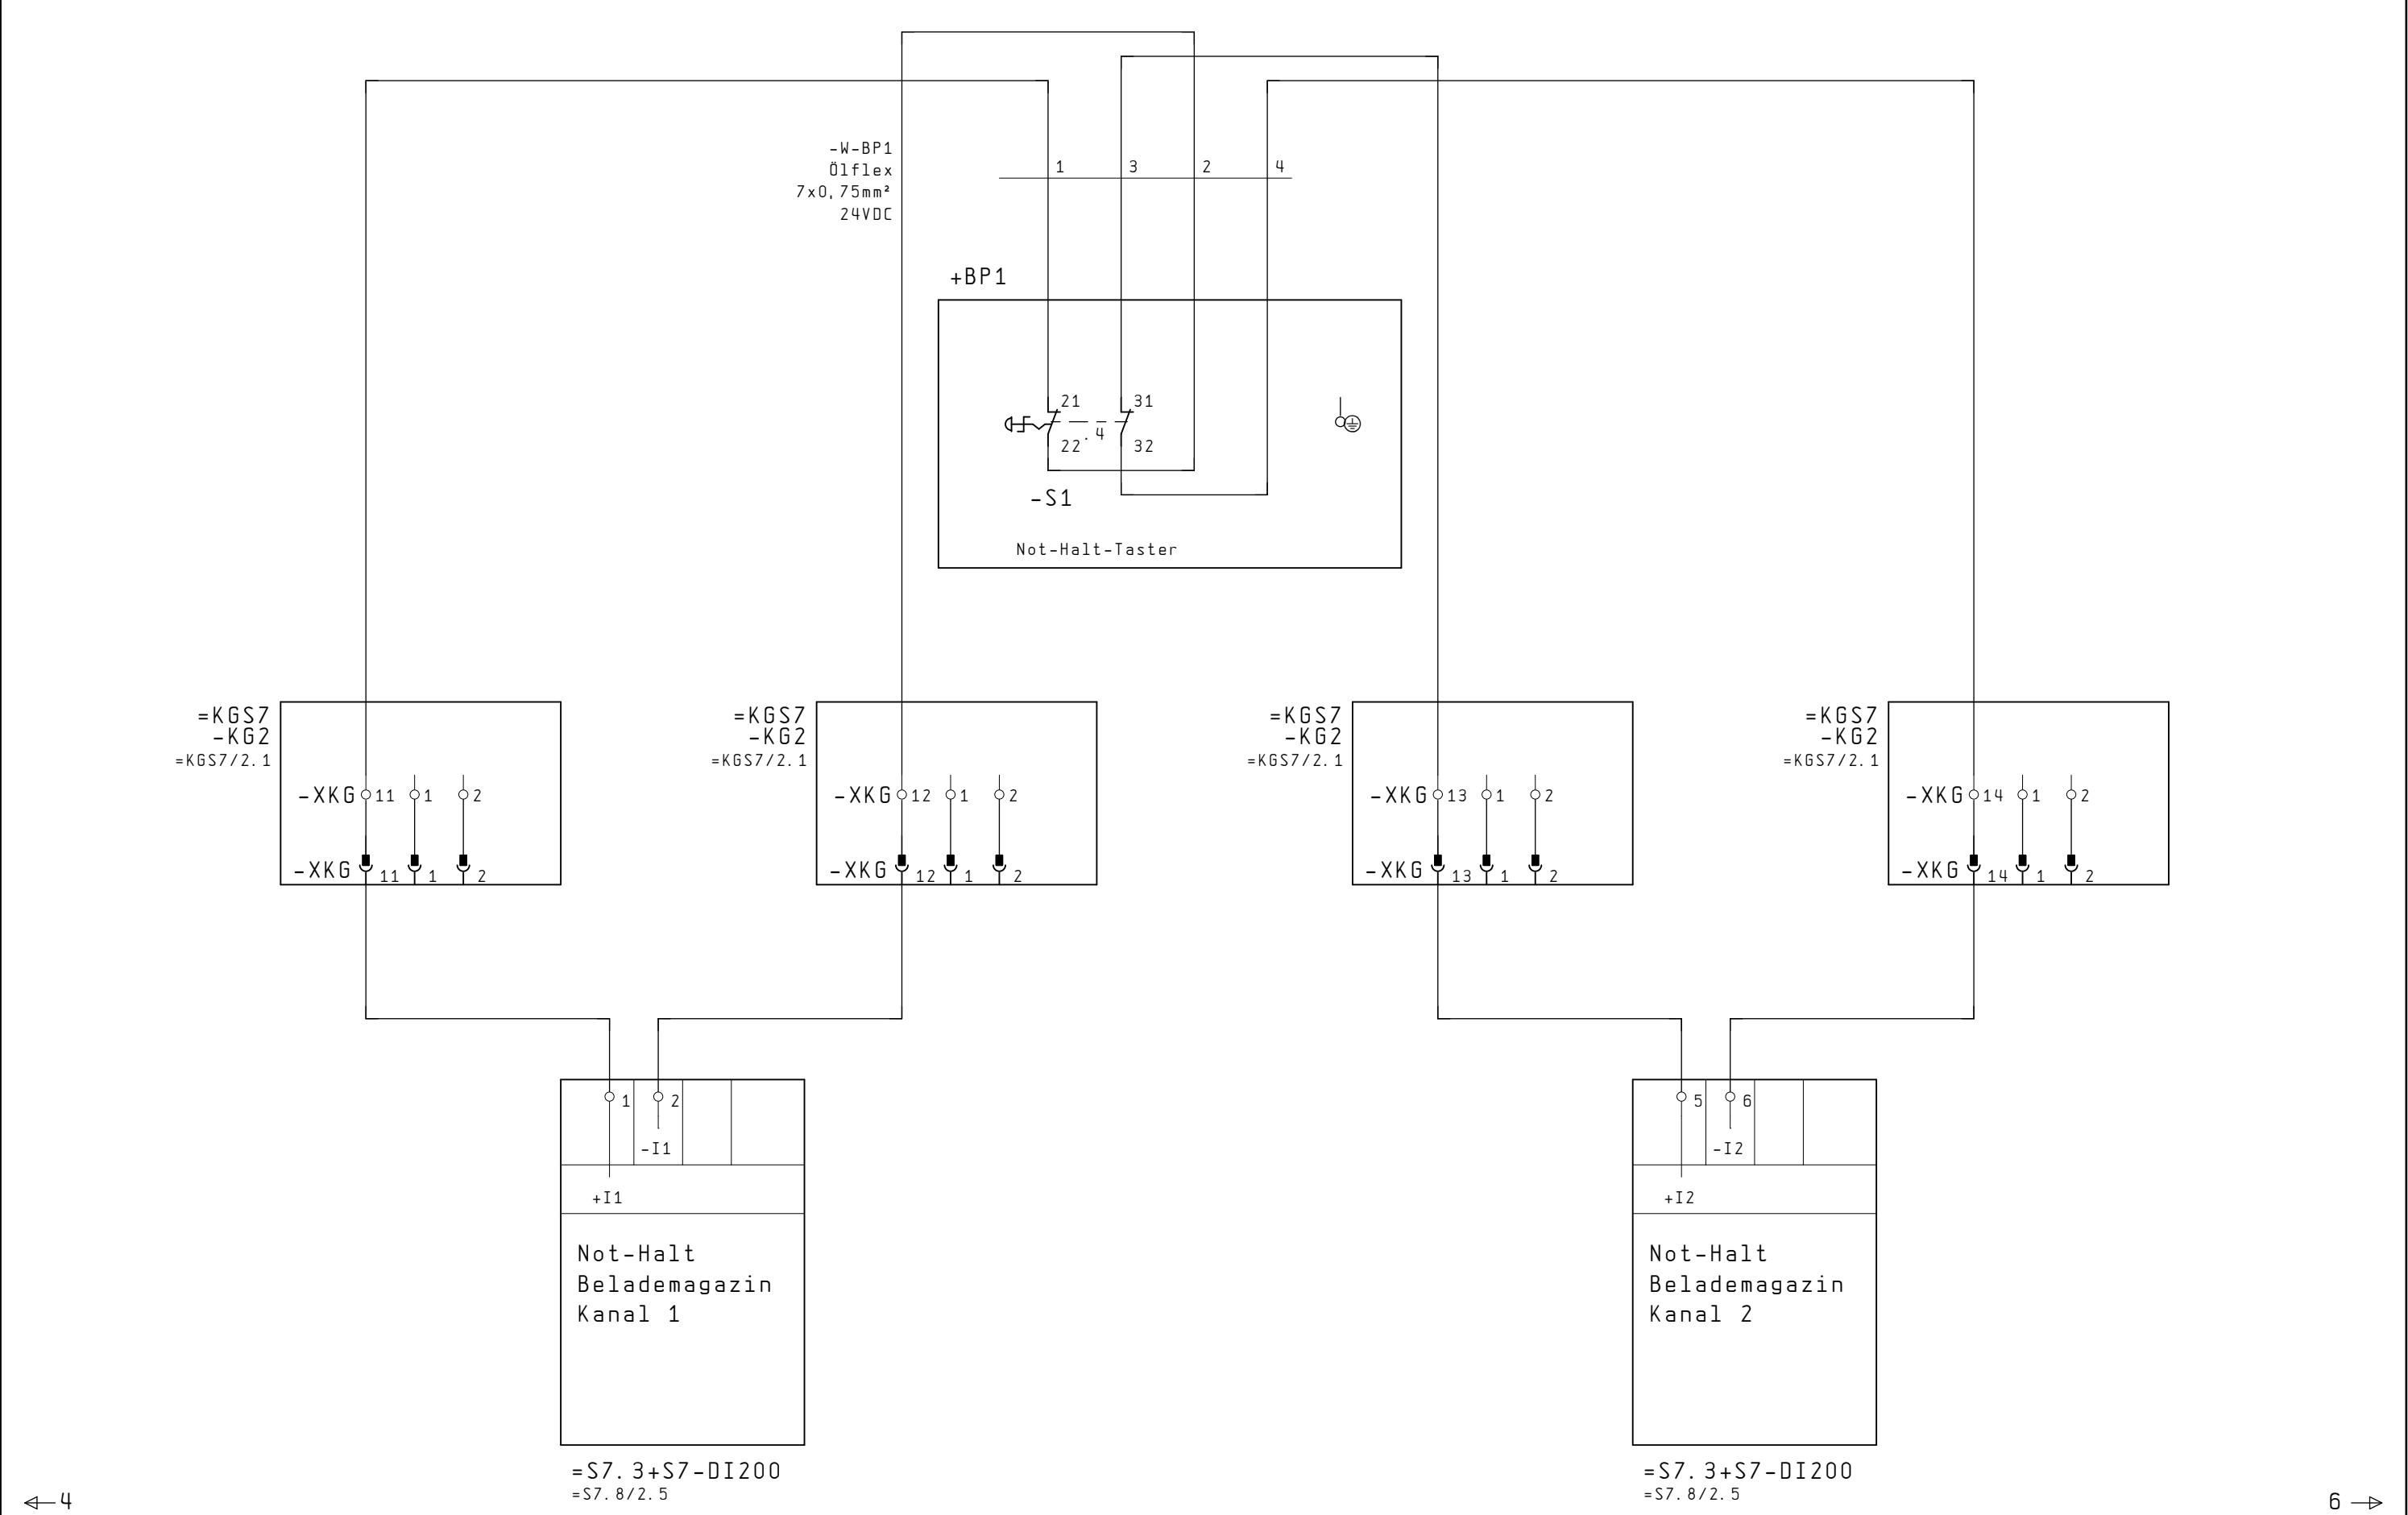 -W-BP1
Ölflex
7x0,75mm²
24VDC
1
3
2
4
+BP1
21
31
.4
22
32
-S1
Not-Halt-Taster
=KGS7
-KG2
=KGS7/2.1
-XKG 11 1 2
-XKG 11 1 2
=KGS7
-KG2
=KGS7/2.1
-XKG 12 1 2
-XKG 12 1 2
=KGS7
-KG2
=KGS7/2.1
-XKG 13 1 2
-XKG 13 1 2
=KGS7
-KG2
=KGS7/2.1
-XKG 14 1 2
-XKG 14 1 2
1 2
-I1
+I1
Not-Halt
Belademagazin
Kanal 1
=S7.3+S7-DI200
=S7.8/2.5
5 6
-I2
+I2
Not-Halt
Belademagazin
Kanal 2
=S7.3+S7-DI200
=S7.8/2.5
4
6